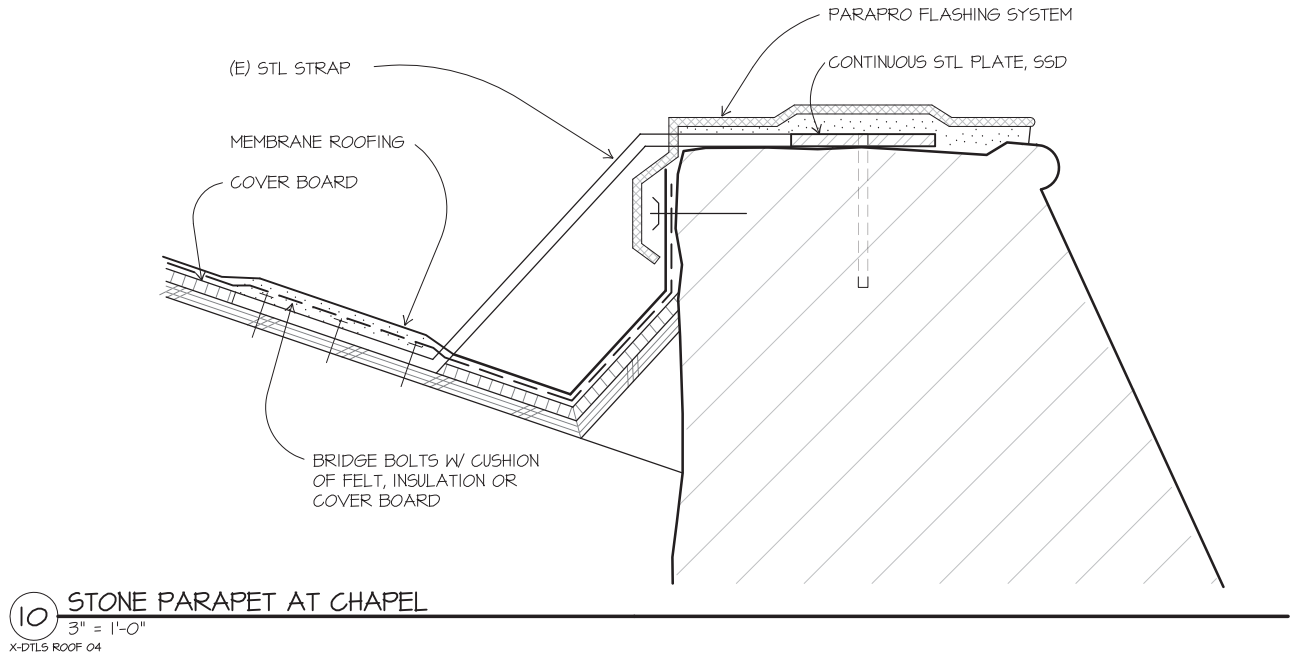 PARAPRO FLASHING SYSTEM
(E) STL STRAP
CONTINUOUS STL PLATE, SSD
MEMBRANE ROOFING
COVER BOARD
BRIDGE BOLTS W/ CUSHION
OF FELT, INSULATION OR
COVER BOARD
10
STONE PARAPET AT CHAPEL
3" = 1'-0"
X-DTLS ROOF 04